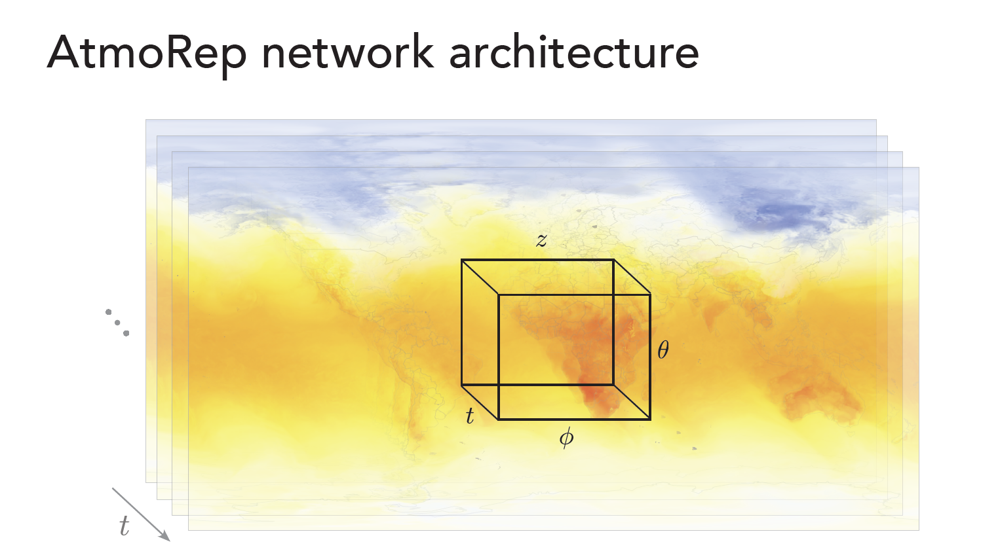 AtmoRep network architecture
z
θ
t
ϕ
t